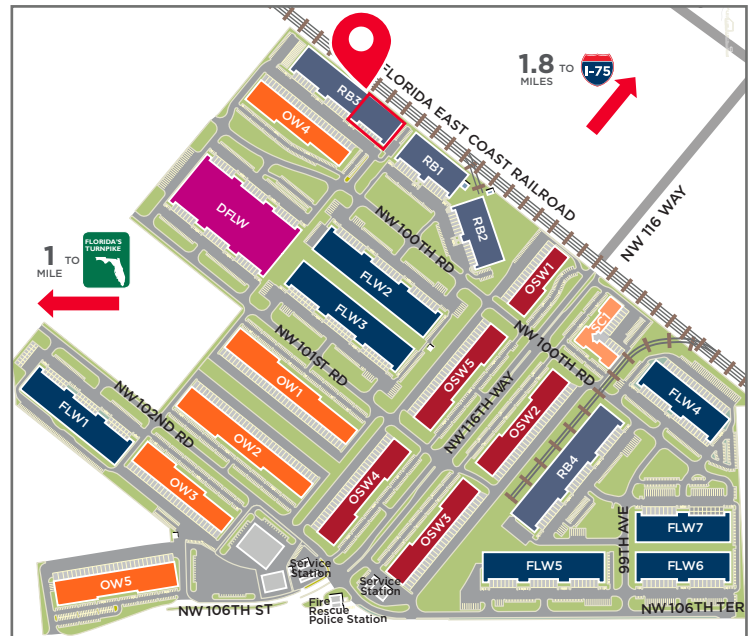 1.8 TO
MILES
I-75
FLORIDA EAST COAST RAILROAD
RB3
OW4
RB1
RB2
NW 116 WAY
DFLW
NW 100TH RD
FLORIDA'S
TURNPIKE
1 TO
MILE
FLW2
FLW3
OSW1
SC1
NW 100TH RD
NW 101ST RD
OSW5
NW 116TH WAY
OW1
OSW2
FLW4
FLW1
NW 102ND RD
OW2
OW3
OSW4
OSW3
RB4
FLW7
99TH AVE
FLW5
FLW6
OW5
Service
Station
Service
Station
NW 106TH ST
Fire
Rescue
Police Station
NW 106TH TER